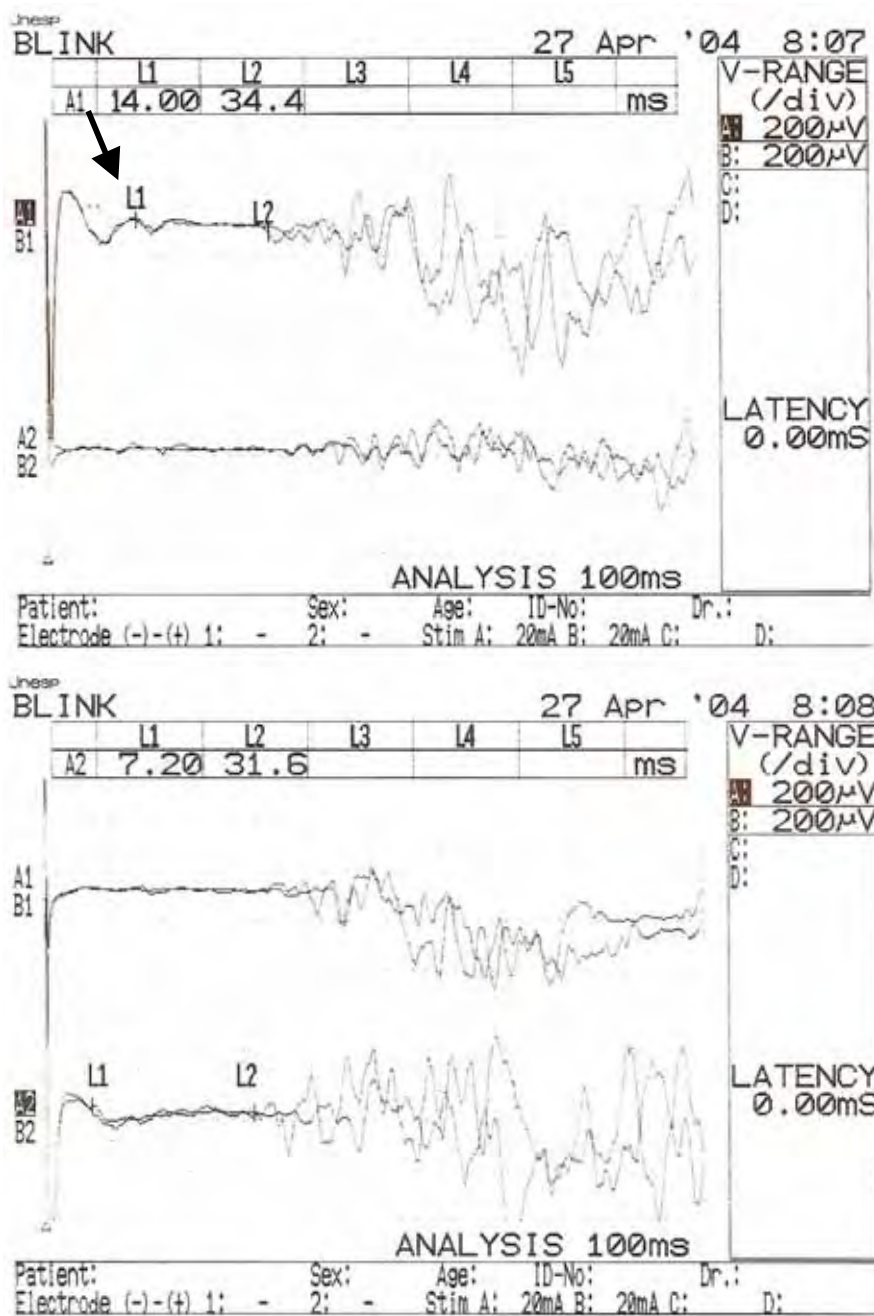 Jnesp
BLINK 27 Apr '04 8:07
L1 L2 L3 L4 L5
A1 14.00 34.4 ms
V-RANGE
(/div)
A: 200μV
B: 200μV
C:
D:
L1
L2
A1
B1
A2
B2
LATENCY
0.00mS
ANALYSIS 100ms
Patient: Sex: Age: ID-No: Dr.:
Electrode (-)-(+) 1: - 2: - Stim A: 20mA B: 20mA C: D:
Jnesp
BLINK 27 Apr '04 8:08
L1 L2 L3 L4 L5
A2 7.20 31.6 ms
V-RANGE
(/div)
A: 200μV
B: 200μV
C:
D:
A1
B1
L1 L2
A2
B2
LATENCY
0.00mS
ANALYSIS 100ms
Patient: Sex: Age: ID-No: Dr.:
Electrode (-)-(+) 1: - 2: - Stim A: 20mA B: 20mA C: D: